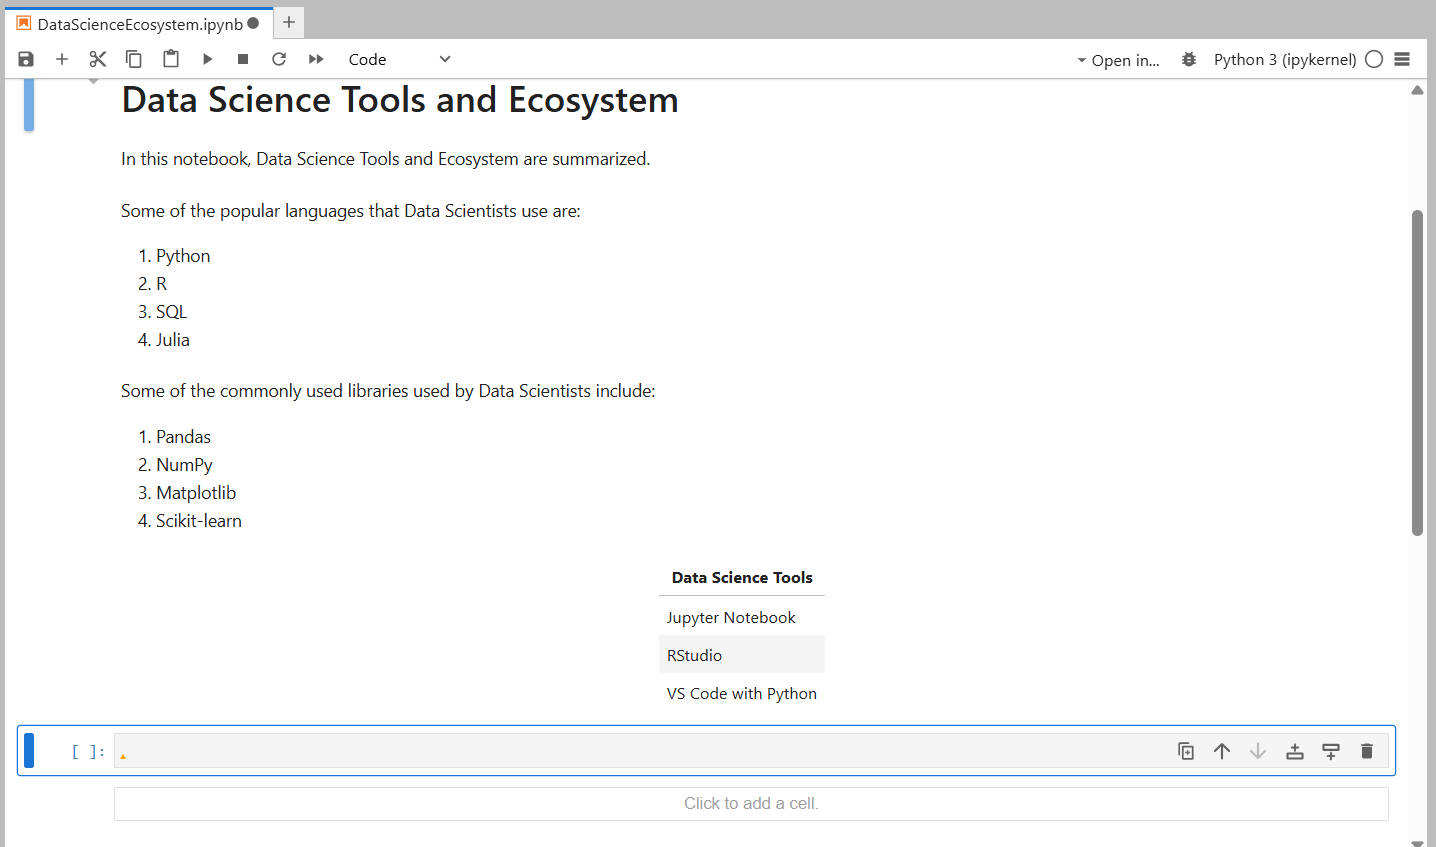 DataScienceEcosystem.ipynb
Code
Open in...
Python 3 (ipykernel)
Data Science Tools and Ecosystem
In this notebook, Data Science Tools and Ecosystem are summarized.
Some of the popular languages that Data Scientists use are:
1. Python
2. R
3. SQL
4. Julia
Some of the commonly used libraries used by Data Scientists include:
1. Pandas
2. NumPy
3. Matplotlib
4. Scikit-learn
Data Science Tools
Jupyter Notebook
RStudio
VS Code with Python
[ ]:
Click to add a cell.